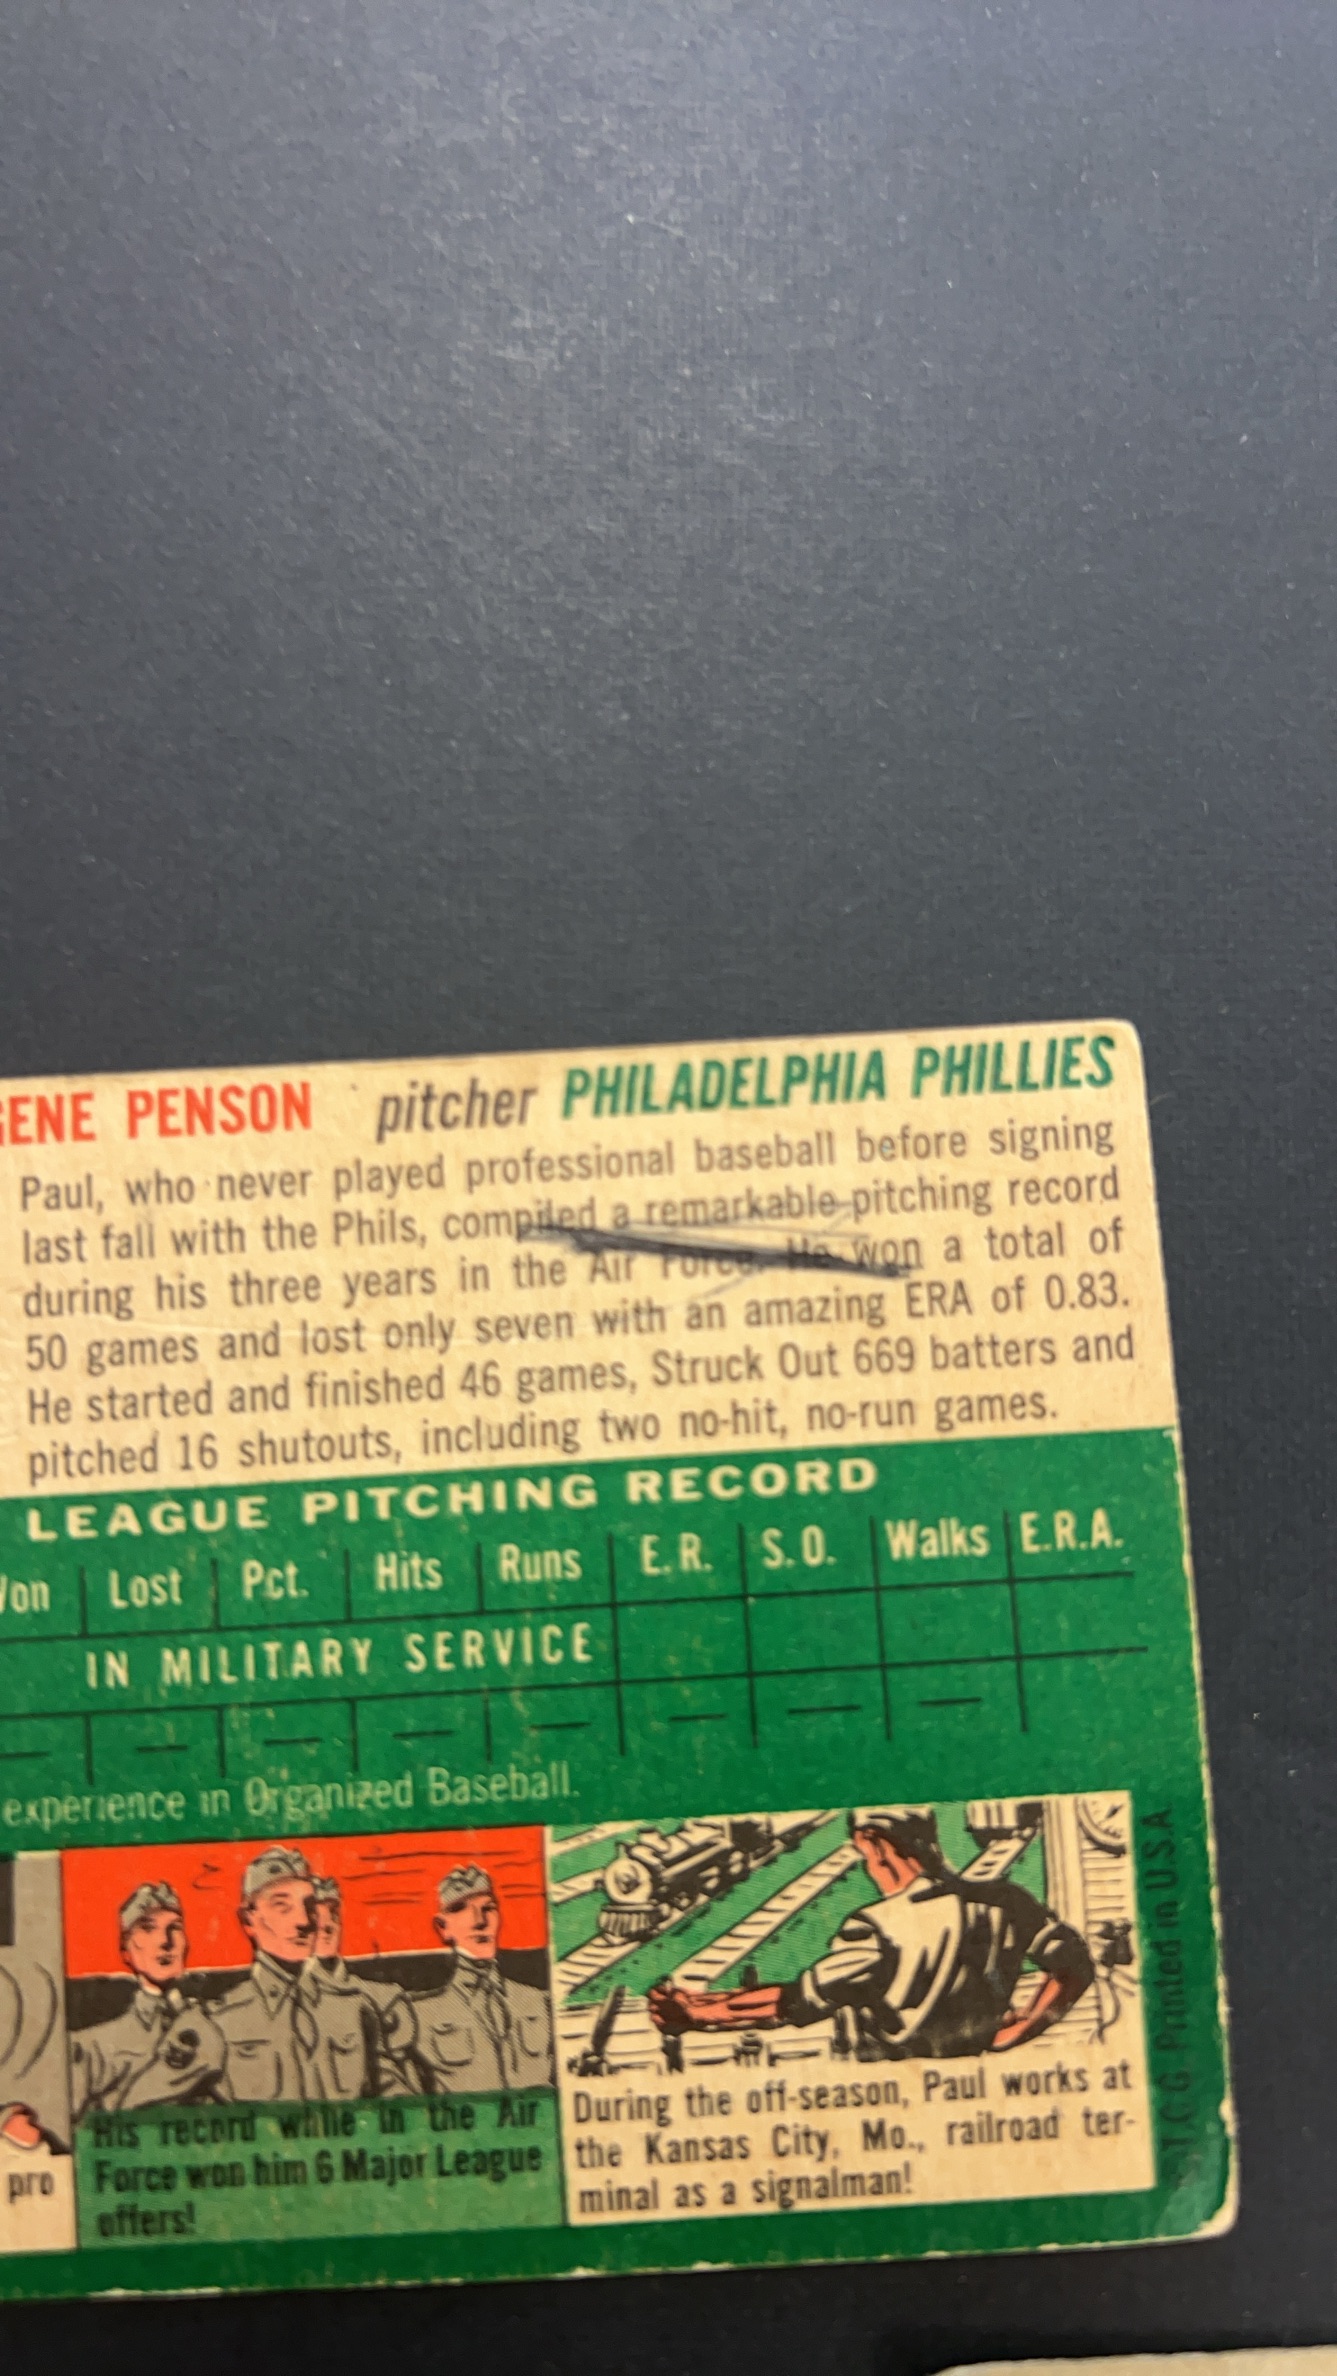 GENE PENSON pitcher PHILADELPHIA PHILLIES
Paul, who never played professional baseball before signing
last fall with the Phils, compiled a remarkable pitching record
during his three years in the Air Force. He won a total of
50 games and lost only seven with an amazing ERA of 0.83.
He started and finished 46 games, Struck Out 669 batters and
pitched 16 shutouts, including two no-hit, no-run games.
LEAGUE PITCHING RECORD
Won Lost Pct. Hits Runs E.R. S.O. Walks E.R.A.
IN MILITARY SERVICE
— — — — — — — —
experience in Organized Baseball.
pro
His record while in the Air
Force won him 6 Major League
offers!
During the off-season, Paul works at
the Kansas City, Mo., railroad ter-
minal as a signalman!
T.C.G. Printed in U.S.A.